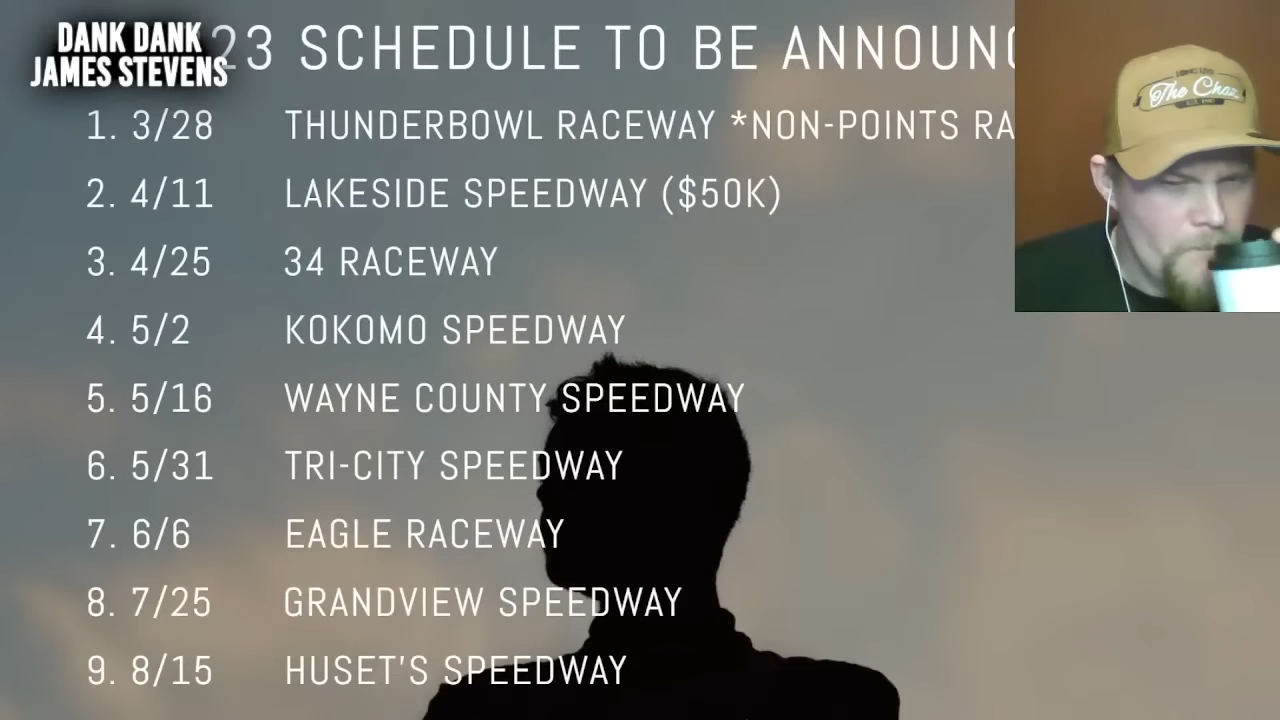 DANK DANK
JAMES STEVENS
23 SCHEDULE TO BE ANNOUNC
1. 3/28 THUNDERBOWL RACEWAY *NON-POINTS RA
2. 4/11 LAKESIDE SPEEDWAY ($50K)
3. 4/25 34 RACEWAY
4. 5/2 KOKOMO SPEEDWAY
5. 5/16 WAYNE COUNTY SPEEDWAY
6. 5/31 TRI-CITY SPEEDWAY
7. 6/6 EAGLE RACEWAY
8. 7/25 GRANDVIEW SPEEDWAY
9. 8/15 HUSET'S SPEEDWAY
The Chaz